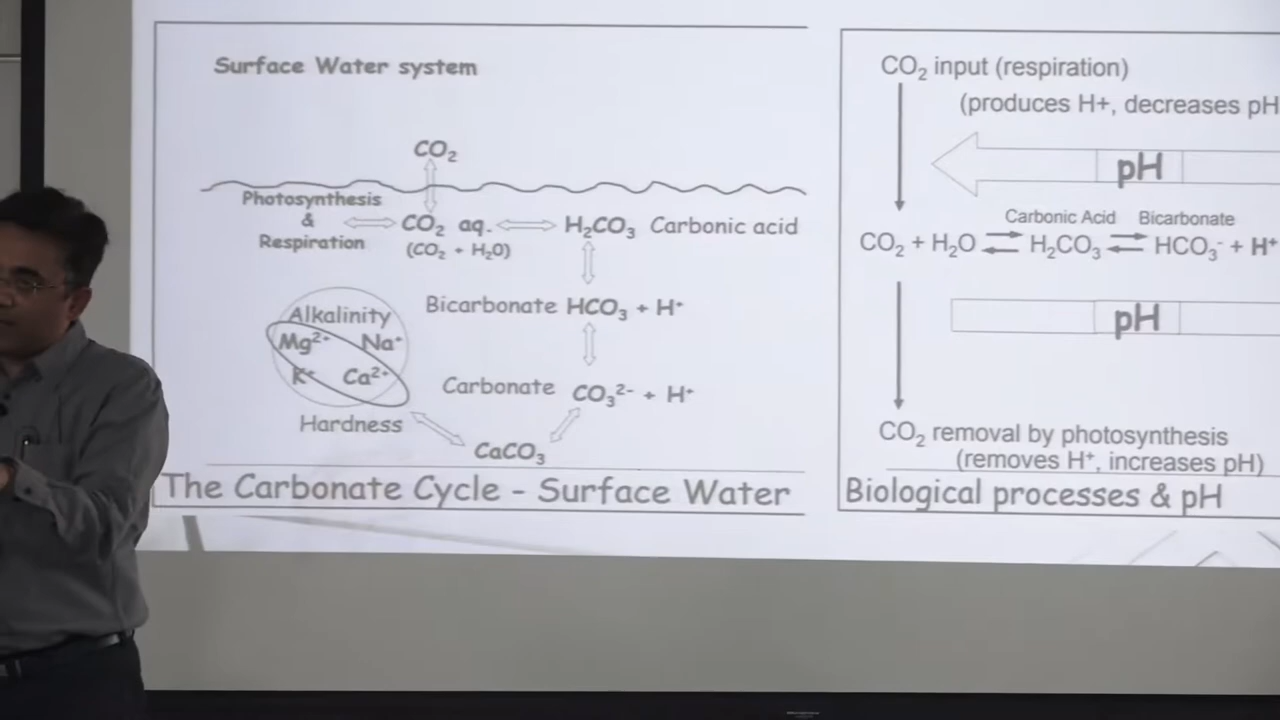 Surface Water system
CO₂
Photosynthesis
&
Respiration
CO₂ aq.
(CO₂ + H₂O)
H₂CO₃ Carbonic acid
Bicarbonate HCO₃ + H⁺
Alkalinity
Mg²⁺ Na⁺
K⁺ Ca²⁺
Hardness
Carbonate CO₃²⁻ + H⁺
CaCO₃
The Carbonate Cycle - Surface Water
CO₂ input (respiration)
(produces H+, decreases pH
pH
Carbonic Acid Bicarbonate
CO₂ + H₂O ⇌ H₂CO₃ ⇌ HCO₃⁻ + H⁺
pH
CO₂ removal by photosynthesis
(removes H⁺, increases pH)
Biological processes & pH